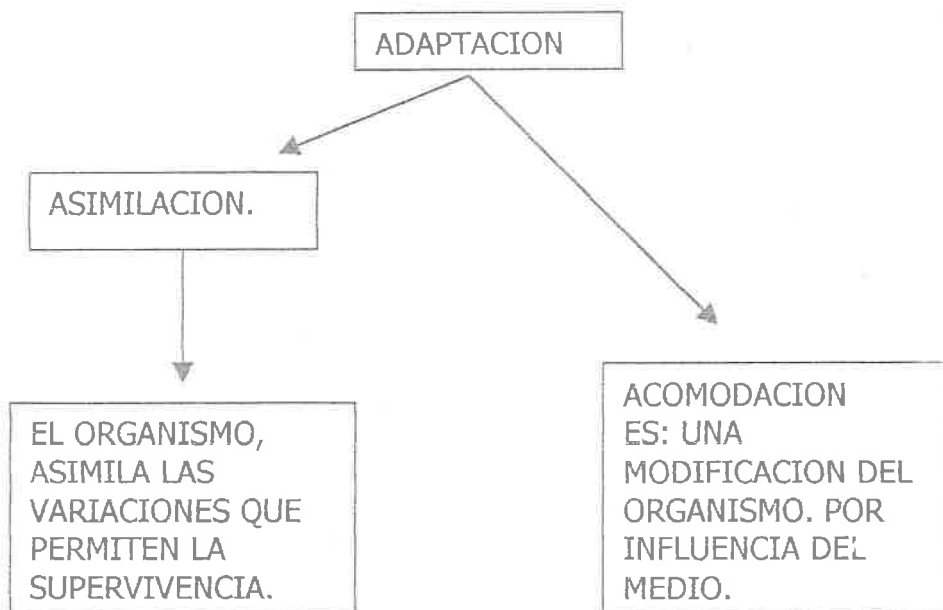 ADAPTACION
ASIMILACION.
EL ORGANISMO,
ASIMILA LAS
VARIACIONES QUE
PERMITEN LA
SUPERVIVENCIA.
ACOMODACION
ES: UNA
MODIFICACION DEL
ORGANISMO. POR
INFLUENCIA DEL
MEDIO.